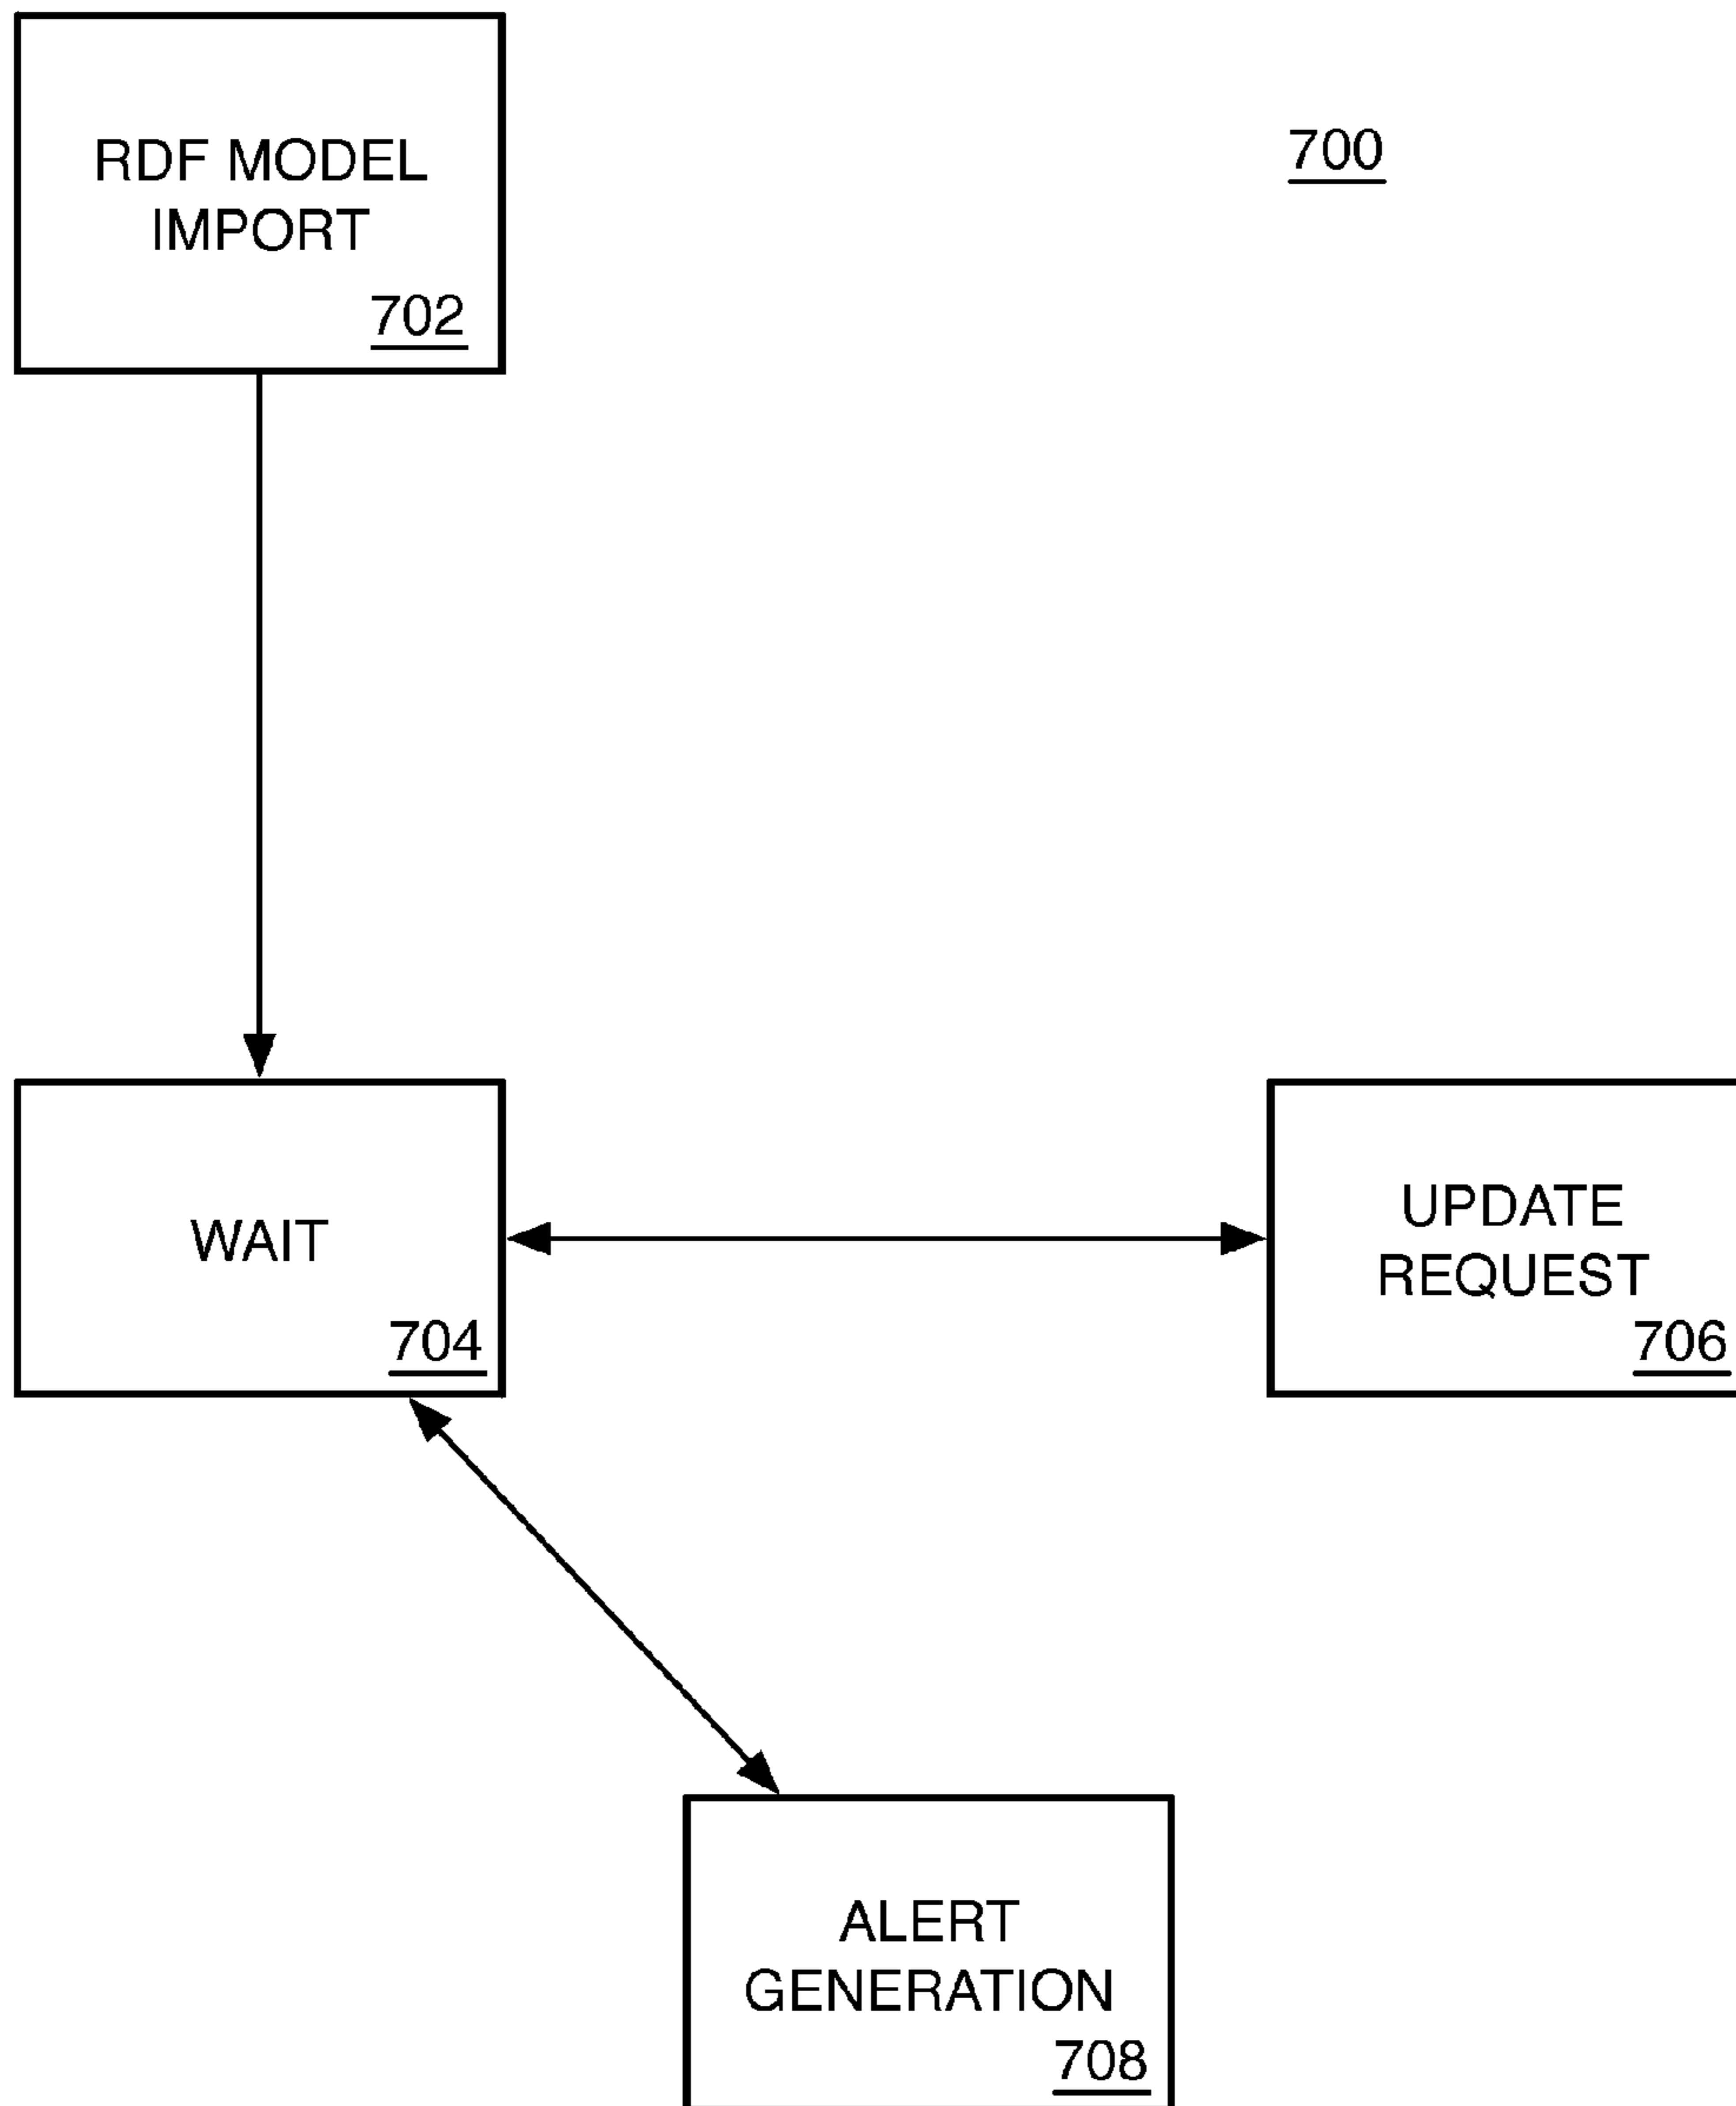 RDF MODEL
IMPORT
702
700
WAIT
704
UPDATE
REQUEST
706
ALERT
GENERATION
708